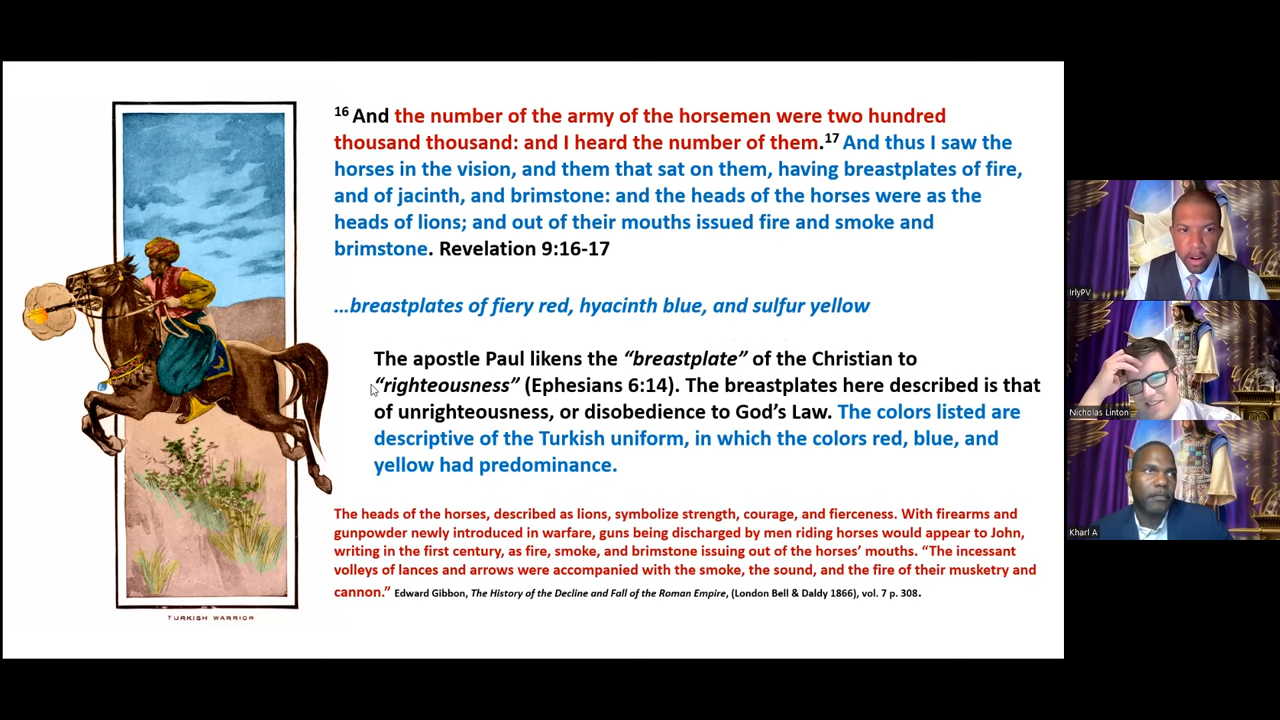 16 And the number of the army of the horsemen were two hundred
thousand thousand: and I heard the number of them.17 And thus I saw the
horses in the vision, and them that sat on them, having breastplates of fire,
and of jacinth, and brimstone: and the heads of the horses were as the
heads of lions; and out of their mouths issued fire and smoke and
brimstone. Revelation 9:16-17
…breastplates of fiery red, hyacinth blue, and sulfur yellow
The apostle Paul likens the “breastplate” of the Christian to
“righteousness” (Ephesians 6:14). The breastplates here described is that
of unrighteousness, or disobedience to God’s Law. The colors listed are
descriptive of the Turkish uniform, in which the colors red, blue, and
yellow had predominance.
The heads of the horses, described as lions, symbolize strength, courage, and fierceness. With firearms and
gunpowder newly introduced in warfare, guns being discharged by men riding horses would appear to John,
writing in the first century, as fire, smoke, and brimstone issuing out of the horses’ mouths. “The incessant
volleys of lances and arrows were accompanied with the smoke, the sound, and the fire of their musketry and
cannon.” Edward Gibbon, The History of the Decline and Fall of the Roman Empire, (London Bell & Daldy 1866), vol. 7 p. 308.
TURKISH WARRIOR
IrlyPV
Nicholas Linton
Kharl A